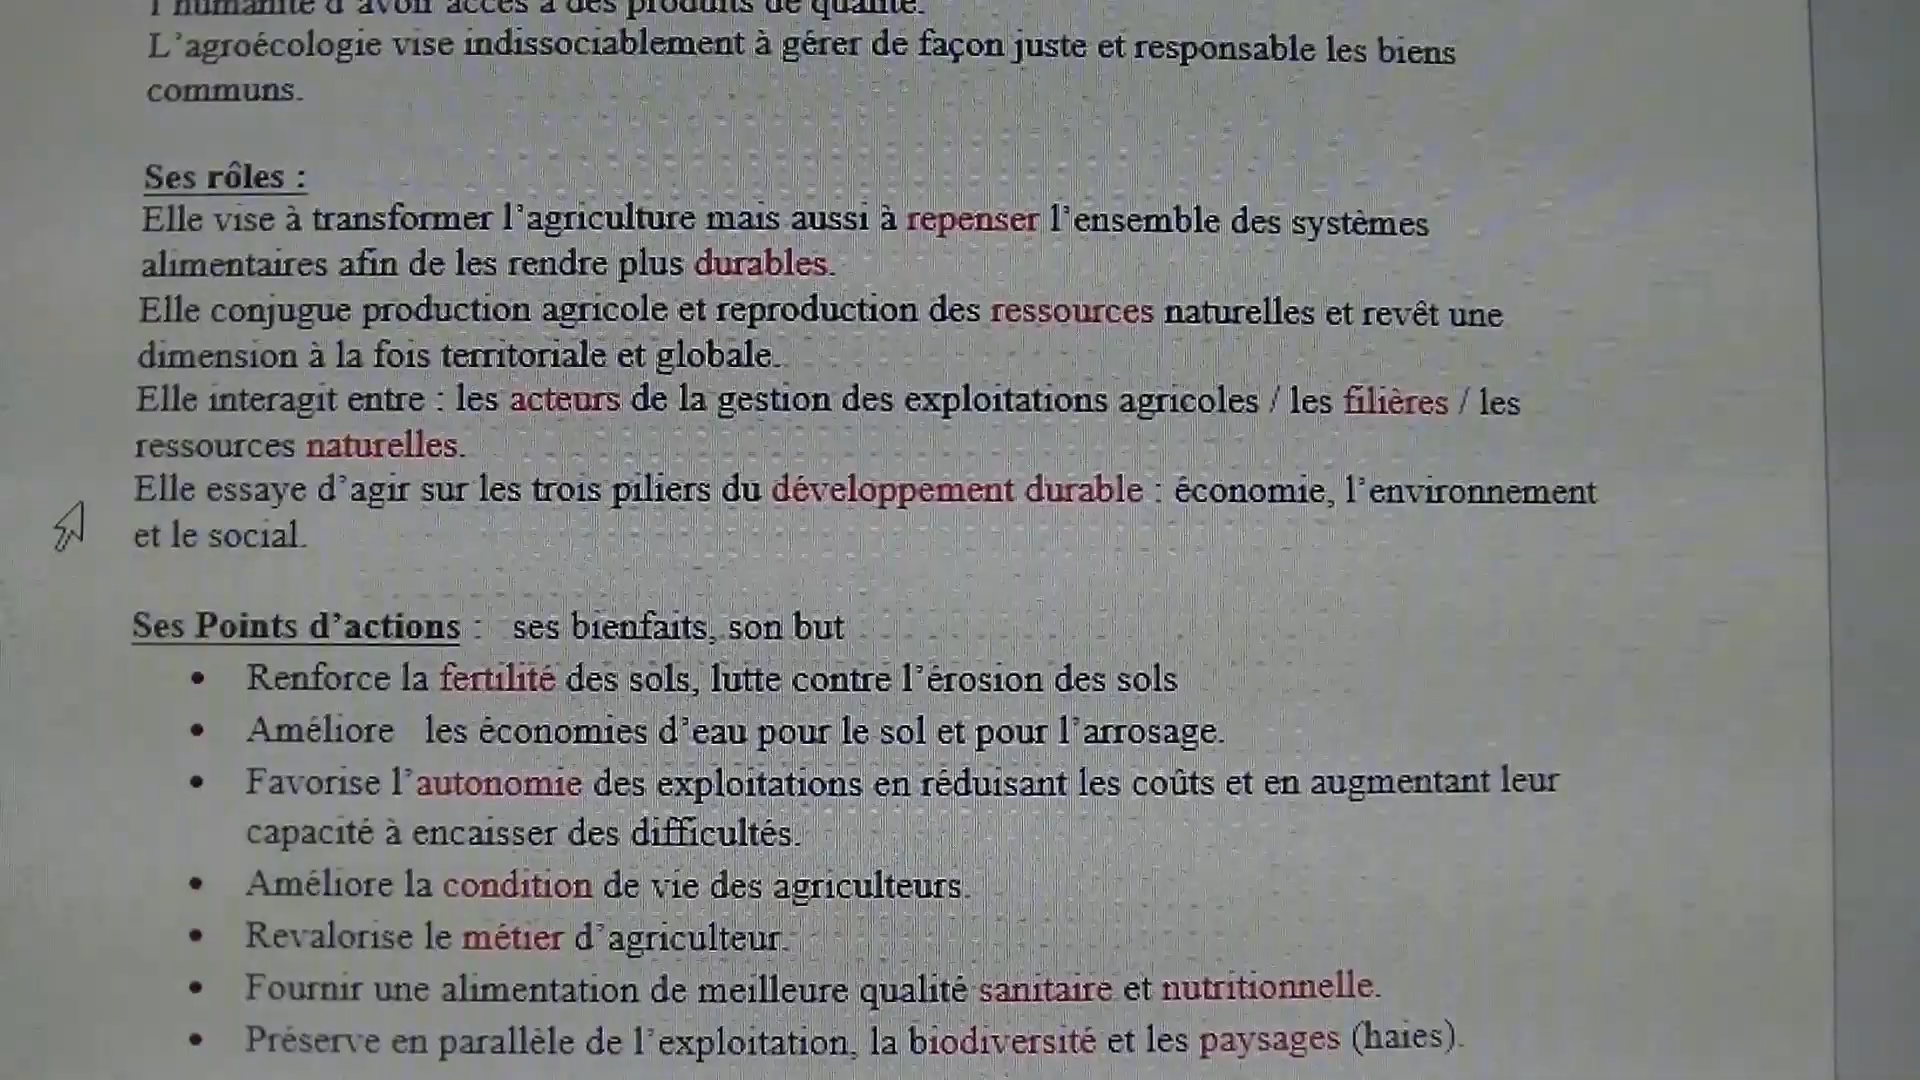 l'humanité d'avoir accès à des produits de qualité.
L'agroécologie vise indissociablement à gérer de façon juste et responsable les biens
communs.
Ses rôles :
Elle vise à transformer l'agriculture mais aussi à repenser l'ensemble des systèmes
alimentaires afin de les rendre plus durables.
Elle conjugue production agricole et reproduction des ressources naturelles et revêt une
dimension à la fois territoriale et globale.
Elle interagit entre : les acteurs de la gestion des exploitations agricoles / les filières / les
ressources naturelles.
Elle essaye d'agir sur les trois piliers du développement durable : économie, l'environnement
et le social.
Ses Points d'actions : ses bienfaits, son but
• Renforce la fertilité des sols, lutte contre l'érosion des sols
• Améliore les économies d'eau pour le sol et pour l'arrosage.
• Favorise l'autonomie des exploitations en réduisant les coûts et en augmentant leur
capacité à encaisser des difficultés.
• Améliore la condition de vie des agriculteurs.
• Revalorise le métier d'agriculteur.
• Fournir une alimentation de meilleure qualité sanitaire et nutritionnelle.
• Préserve en parallèle de l'exploitation, la biodiversité et les paysages (haies).